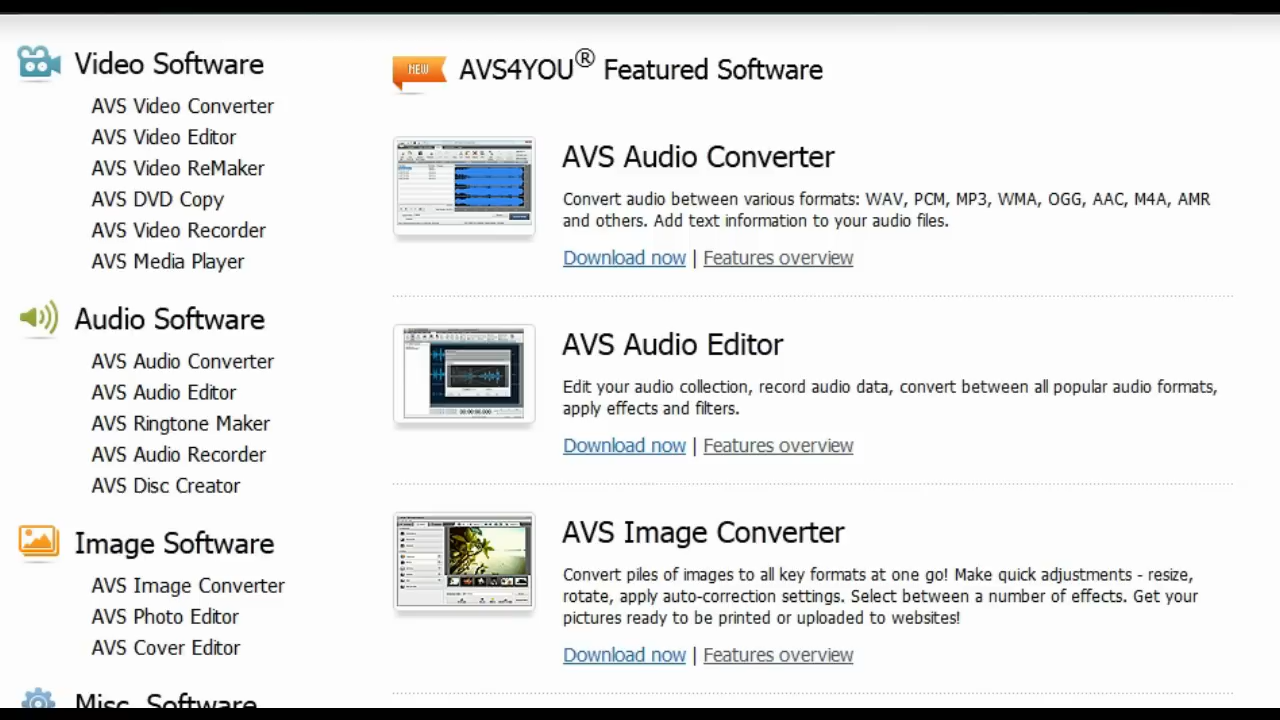 Video Software
AVS Video Converter
AVS Video Editor
AVS Video ReMaker
AVS DVD Copy
AVS Video Recorder
AVS Media Player
Audio Software
AVS Audio Converter
AVS Audio Editor
AVS Ringtone Maker
AVS Audio Recorder
AVS Disc Creator
Image Software
AVS Image Converter
AVS Photo Editor
AVS Cover Editor
Misc. Software
NEW AVS4YOU® Featured Software
AVS Audio Converter
Convert audio between various formats: WAV, PCM, MP3, WMA, OGG, AAC, M4A, AMR
and others. Add text information to your audio files.
Download now | Features overview
AVS Audio Editor
Edit your audio collection, record audio data, convert between all popular audio formats,
apply effects and filters.
Download now | Features overview
AVS Image Converter
Convert piles of images to all key formats at one go! Make quick adjustments - resize,
rotate, apply auto-correction settings. Select between a number of effects. Get your
pictures ready to be printed or uploaded to websites!
Download now | Features overview